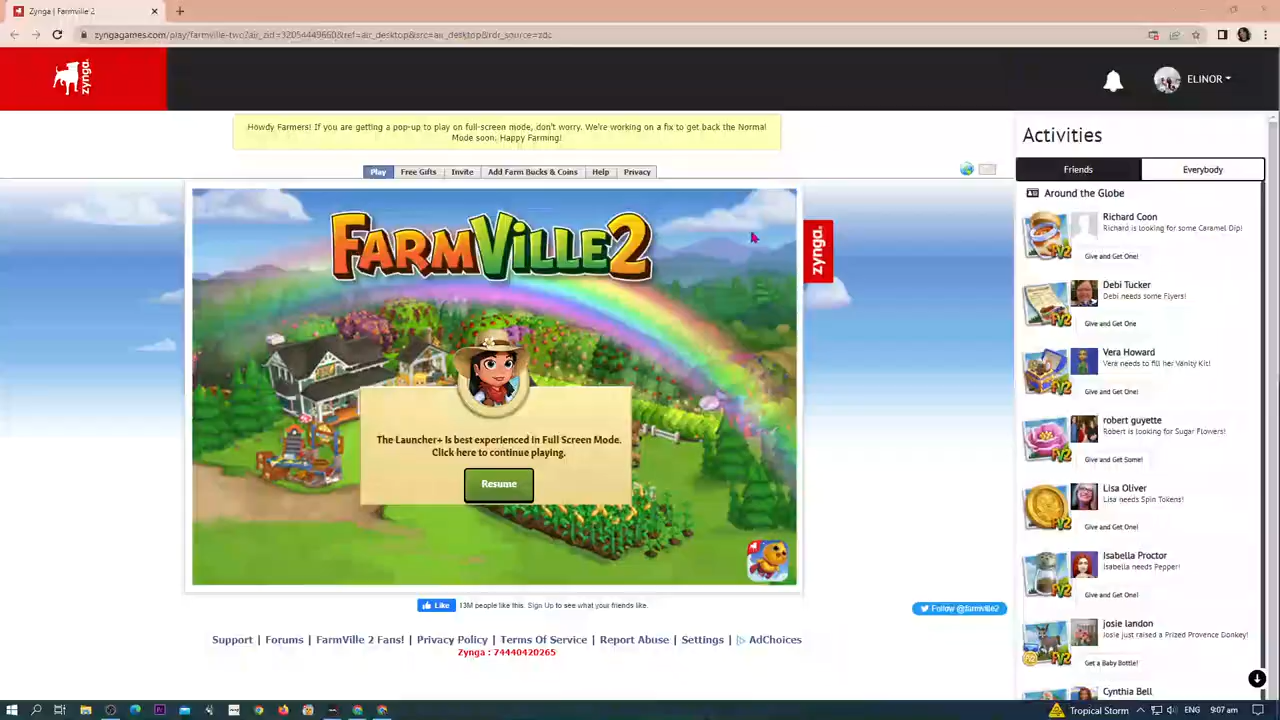 Zynga | FarmVille 2
zyngagames.com/play/farmville-two?air_zid=32054449660&ref=air_desktop&src=air_desktop&rdr_source=zdc
zynga
ELINOR
Howdy Farmers! If you are getting a pop-up to play on full-screen mode, don't worry. We're working on a fix to get back the Normal
Mode soon. Happy Farming!
Play
Free Gifts
Invite
Add Farm Bucks & Coins
Help
Privacy
FARMVILLE 2
zynga
The Launcher+ is best experienced in Full Screen Mode.
Click here to continue playing.
Resume
Like
13M people like this. Sign Up to see what your friends like.
Follow @farmville2
Support | Forums | FarmVille 2 Fans! | Privacy Policy | Terms Of Service | Report Abuse | Settings | AdChoices
Zynga : 74440420265
Activities
Friends
Everybody
Around the Globe
Richard Coon
Richard is looking for some Caramel Dip!
Give and Get One!
Debi Tucker
Debi needs some Flyers!
Give and Get One
Vera Howard
Vera needs to fill her Vanity Kit!
Give and Get One!
robert guyette
Robert is looking for Sugar Flowers!
Give and Get Some!
Lisa Oliver
Lisa needs Spin Tokens!
Give and Get One!
Isabella Proctor
Isabella needs Pepper!
Give and Get One!
josie landon
Josie just raised a Prized Provence Donkey!
Get a Baby Bottle!
Cynthia Bell
Tropical Storm
ENG
9:07 am